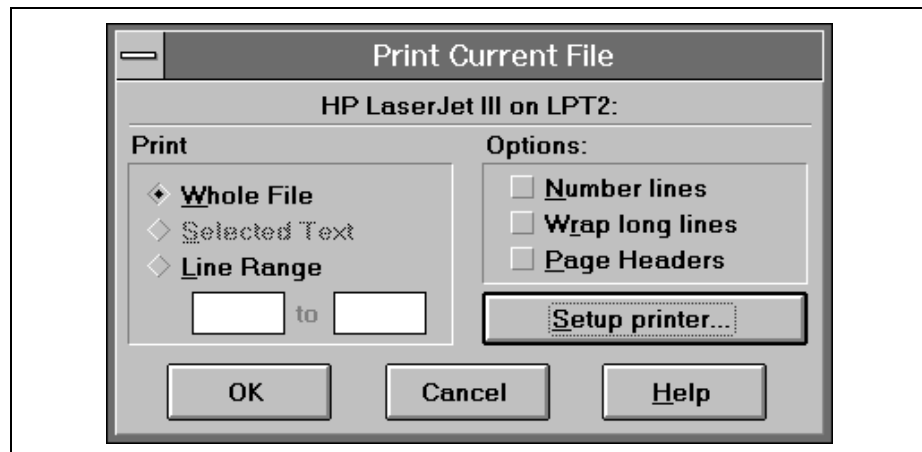 Print Current File
HP LaserJet III on LPT2:
Print
Whole File
Selected Text
Line Range
to
Options:
Number lines
Wrap long lines
Page Headers
Setup printer...
OK
Cancel
Help